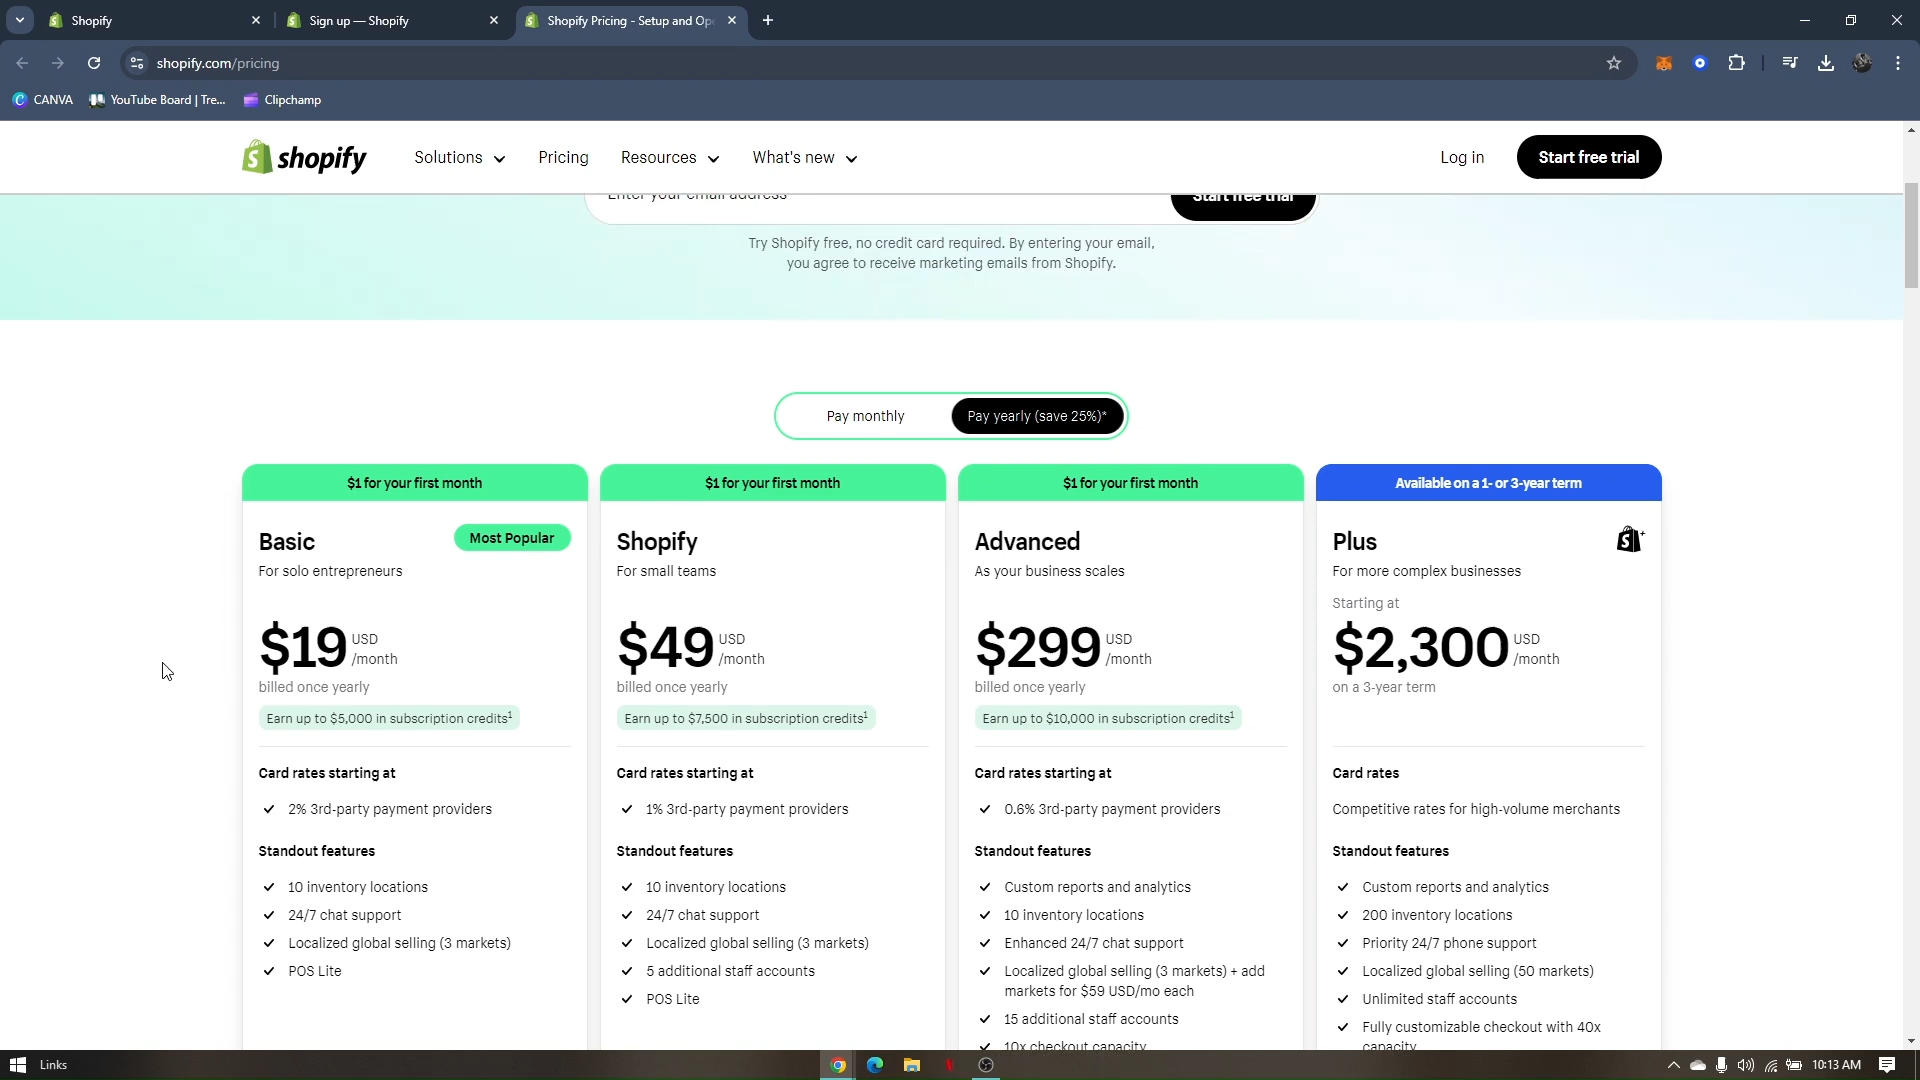 Shopify
Sign up — Shopify
Shopify Pricing - Setup and Ope
shopify.com/pricing
CANVA
YouTube Board | Tre...
Clipchamp
shopify
Solutions
Pricing
Resources
What's new
Log in
Start free trial
Enter your email address
Start free trial
Try Shopify free, no credit card required. By entering your email,
you agree to receive marketing emails from Shopify.
Pay monthly
Pay yearly (save 25%)*
$1 for your first month
Basic
Most Popular
For solo entrepreneurs
$19 USD
/month
billed once yearly
Earn up to $5,000 in subscription credits1
Card rates starting at
2% 3rd-party payment providers
Standout features
10 inventory locations
24/7 chat support
Localized global selling (3 markets)
POS Lite
$1 for your first month
Shopify
For small teams
$49 USD
/month
billed once yearly
Earn up to $7,500 in subscription credits1
Card rates starting at
1% 3rd-party payment providers
Standout features
10 inventory locations
24/7 chat support
Localized global selling (3 markets)
5 additional staff accounts
POS Lite
$1 for your first month
Advanced
As your business scales
$299 USD
/month
billed once yearly
Earn up to $10,000 in subscription credits1
Card rates starting at
0.6% 3rd-party payment providers
Standout features
Custom reports and analytics
10 inventory locations
Enhanced 24/7 chat support
Localized global selling (3 markets) + add
markets for $59 USD/mo each
15 additional staff accounts
10x checkout capacity
Available on a 1- or 3-year term
Plus
For more complex businesses
Starting at
$2,300 USD
/month
on a 3-year term
Card rates
Competitive rates for high-volume merchants
Standout features
Custom reports and analytics
200 inventory locations
Priority 24/7 phone support
Localized global selling (50 markets)
Unlimited staff accounts
Fully customizable checkout with 40x
capacity
Links
10:13 AM